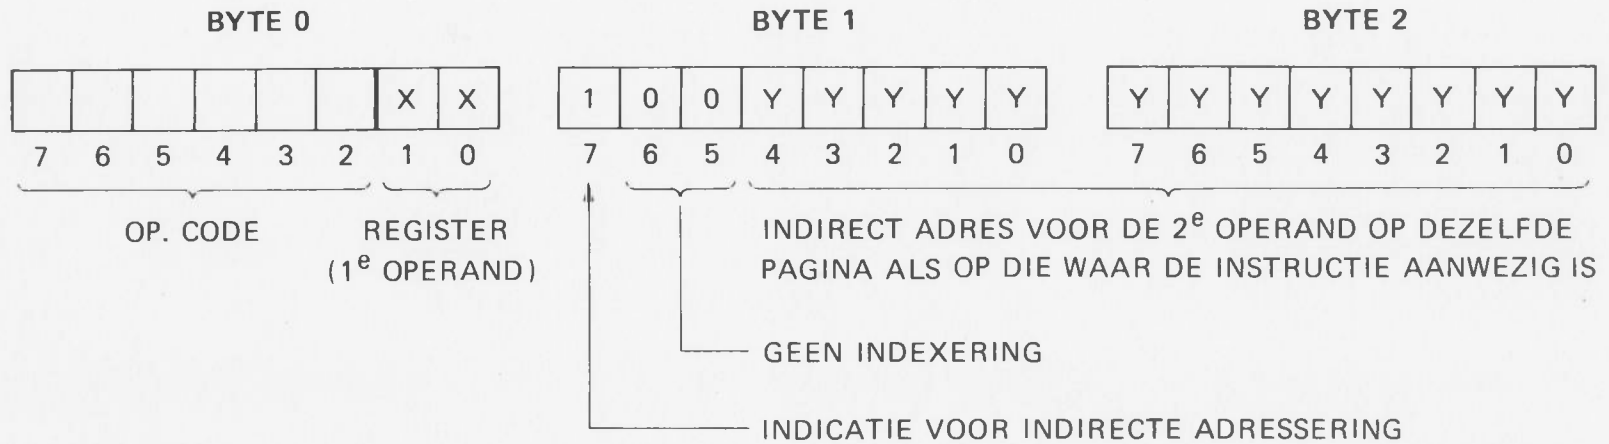 BYTE 0 BYTE 1 BYTE 2
X X 1 0 0 Y Y Y Y Y Y Y Y Y Y Y Y Y
7 6 5 4 3 2 1 0 7 6 5 4 3 2 1 0 7 6 5 4 3 2 1 0
OP. CODE REGISTER INDIRECT ADRES VOOR DE 2e OPERAND OP DEZELFDE
(1e OPERAND) PAGINA ALS OP DIE WAAR DE INSTRUCTIE AANWEZIG IS
GEEN INDEXERING
INDICATIE VOOR INDIRECTE ADRESSERING